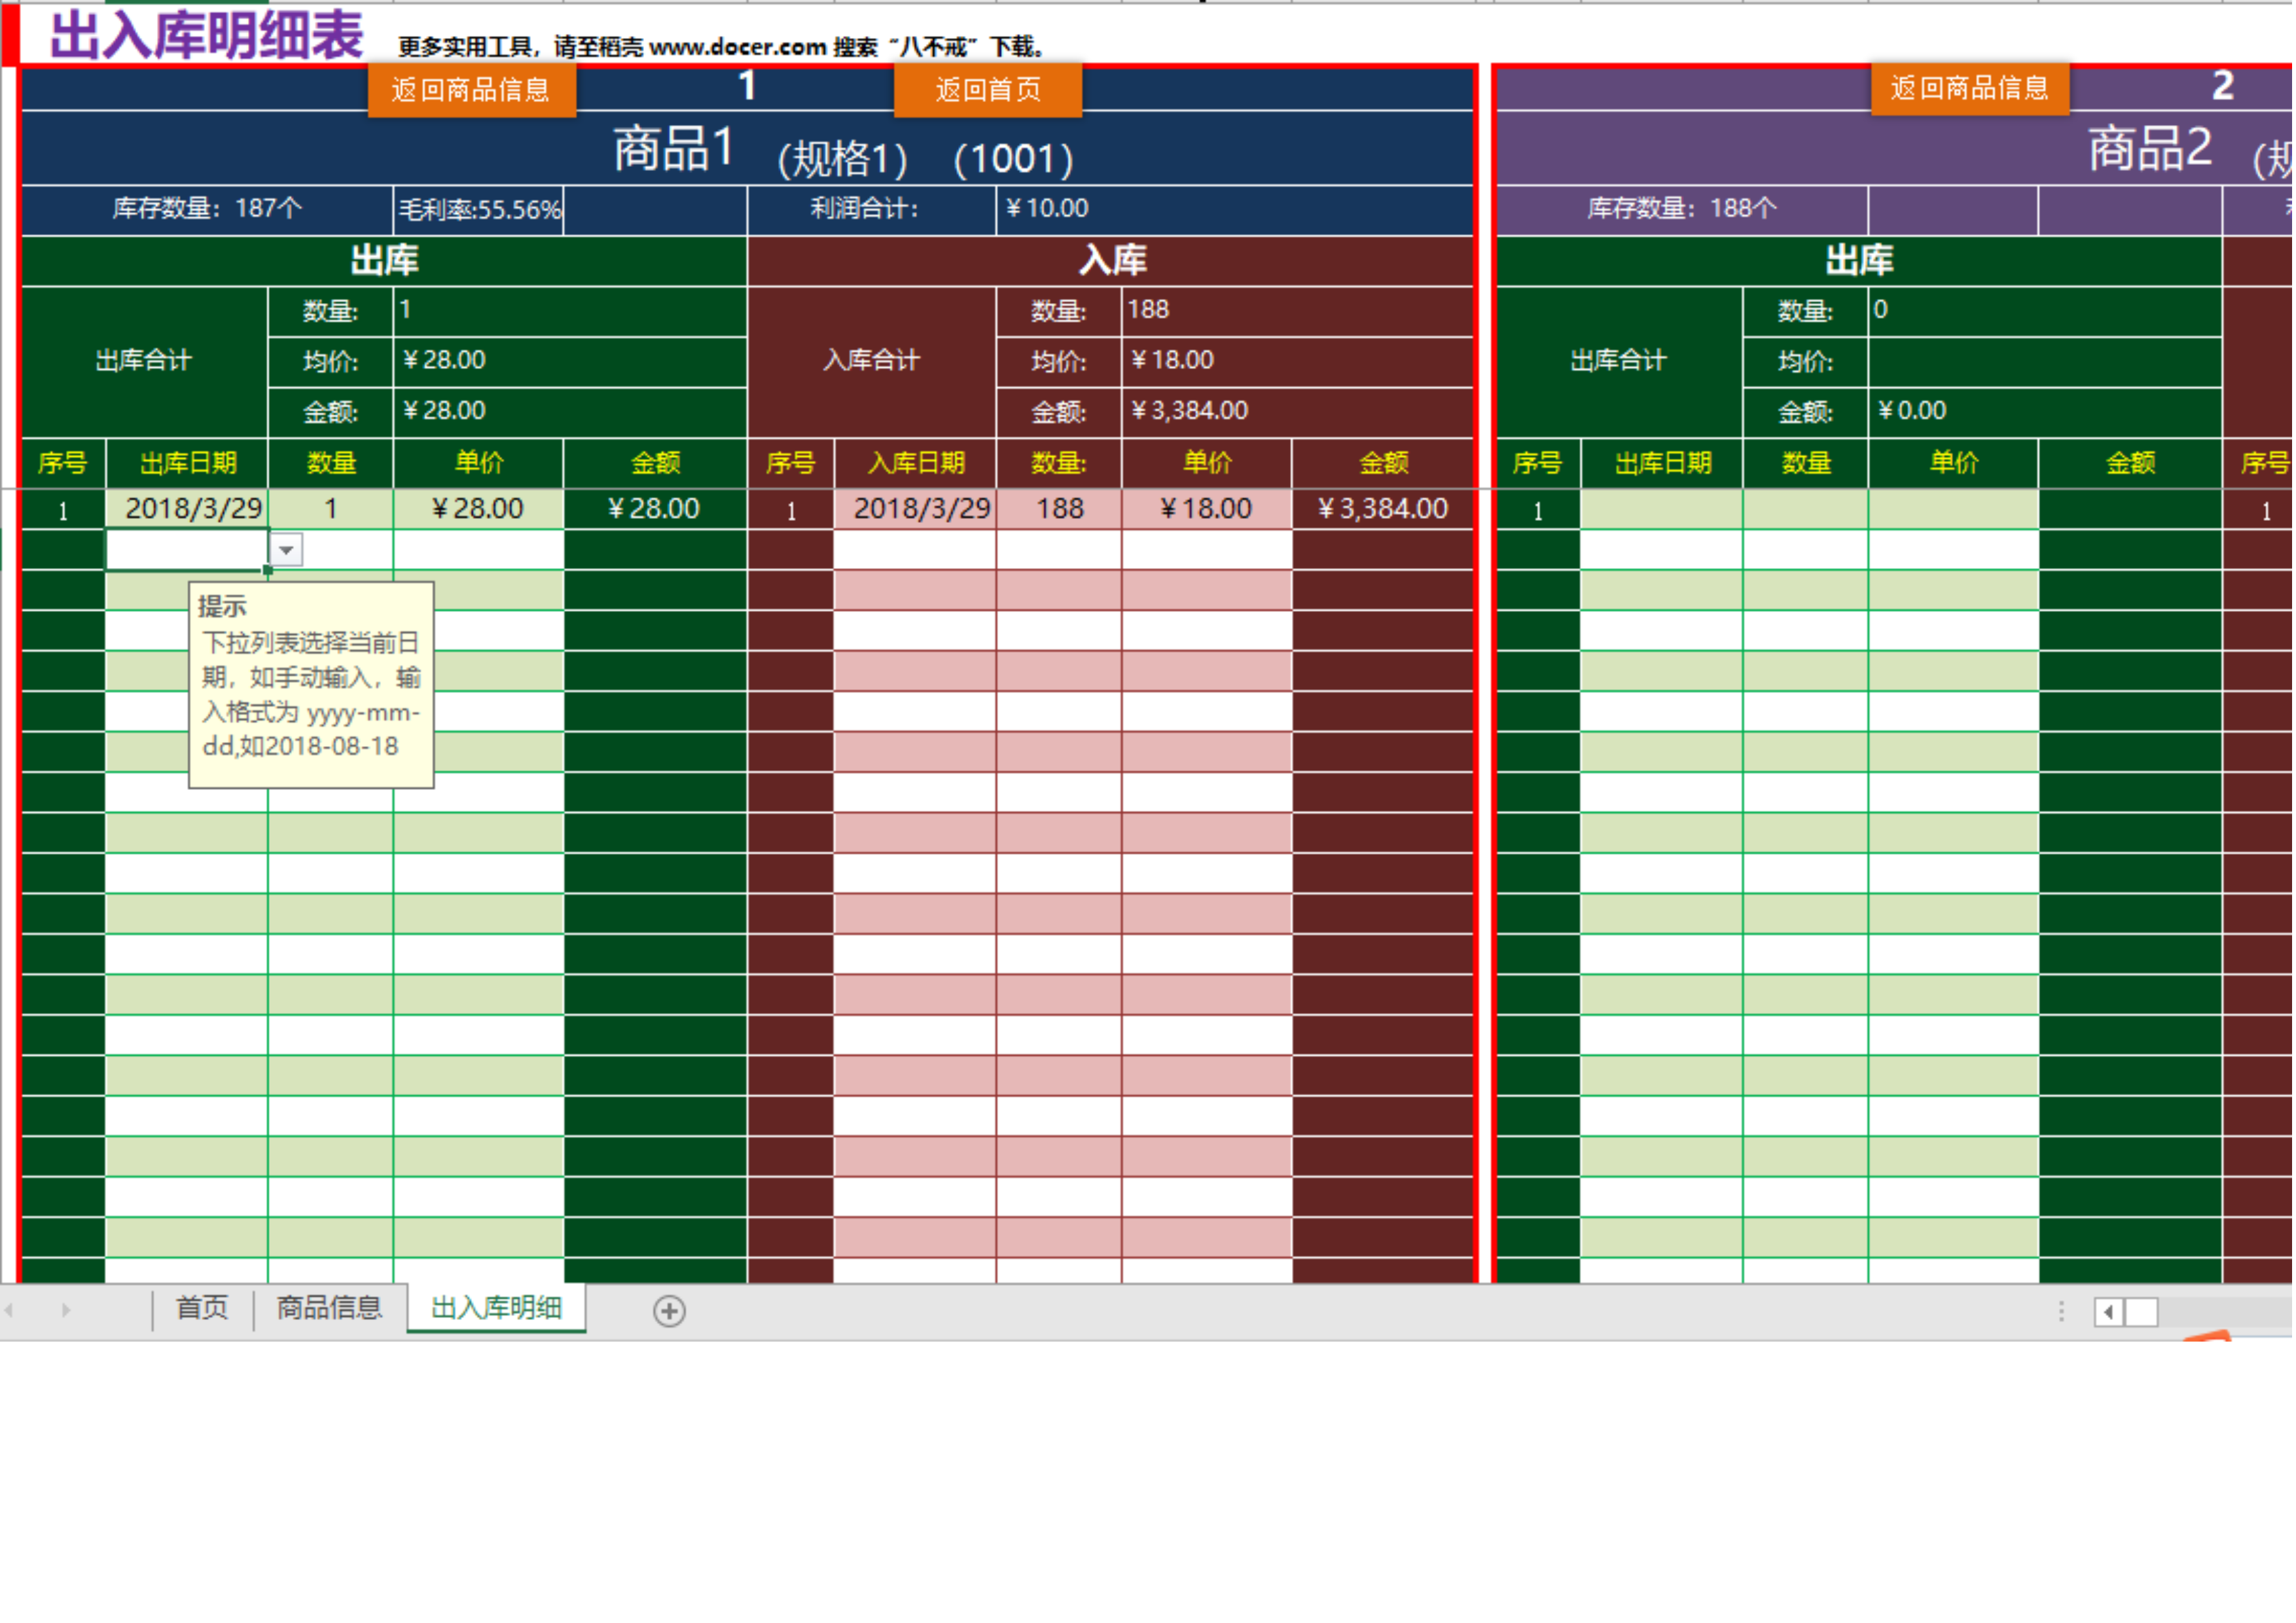 出入库明细表 更多实用工具，请至稻壳 www.docer.com 搜索“八不戒”下载。
返回商品信息 1 返回首页 返回商品信息 2
商品1 (规格1) (1001) 商品2
库存数量：187个 毛利率:55.56% 利润合计： ¥10.00 库存数量：188个
出库 入库 出库
出库合计 数量: 1 入库合计 数量: 188 出库合计 数量: 0
均价: ¥28.00 均价: ¥18.00 均价:
金额: ¥28.00 金额: ¥3,384.00 金额: ¥0.00
序号 出库日期 数量 单价 金额 序号 入库日期 数量: 单价 金额 序号 出库日期 数量 单价 金额 序号
1 2018/3/29 1 ¥28.00 ¥28.00 1 2018/3/29 188 ¥18.00 ¥3,384.00 1 1
提示
下拉列表选择当前日
期，如手动输入，输
入格式为 yyyy-mm-
dd,如2018-08-18
首页 商品信息 出入库明细